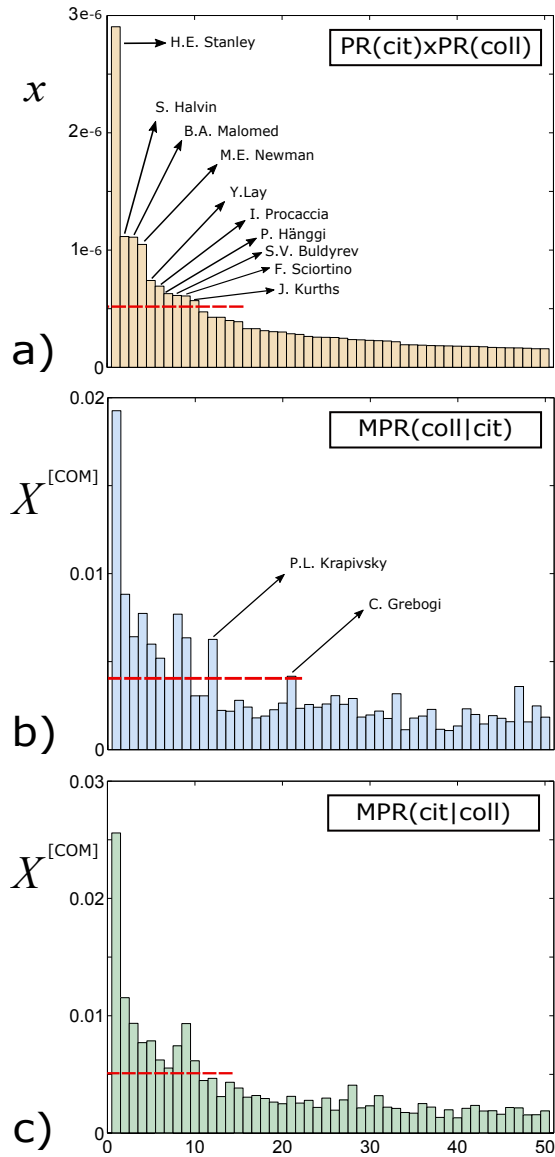 3e-6
H.E. Stanley
PR(cit)xPR(coll)
x
S. Halvin
2e-6
B.A. Malomed
M.E. Newman
Y.Lay
I. Procaccia
P. Hänggi
1e-6
S.V. Buldyrev
F. Sciortino
J. Kurths
a)
0
0.02
MPR(coll|cit)
X[COM]
P.L. Krapivsky
0.01
C. Grebogi
b)
0
0.03
MPR(cit|coll)
X[COM]
0.02
0.01
c)
0
0 10 20 30 40 50